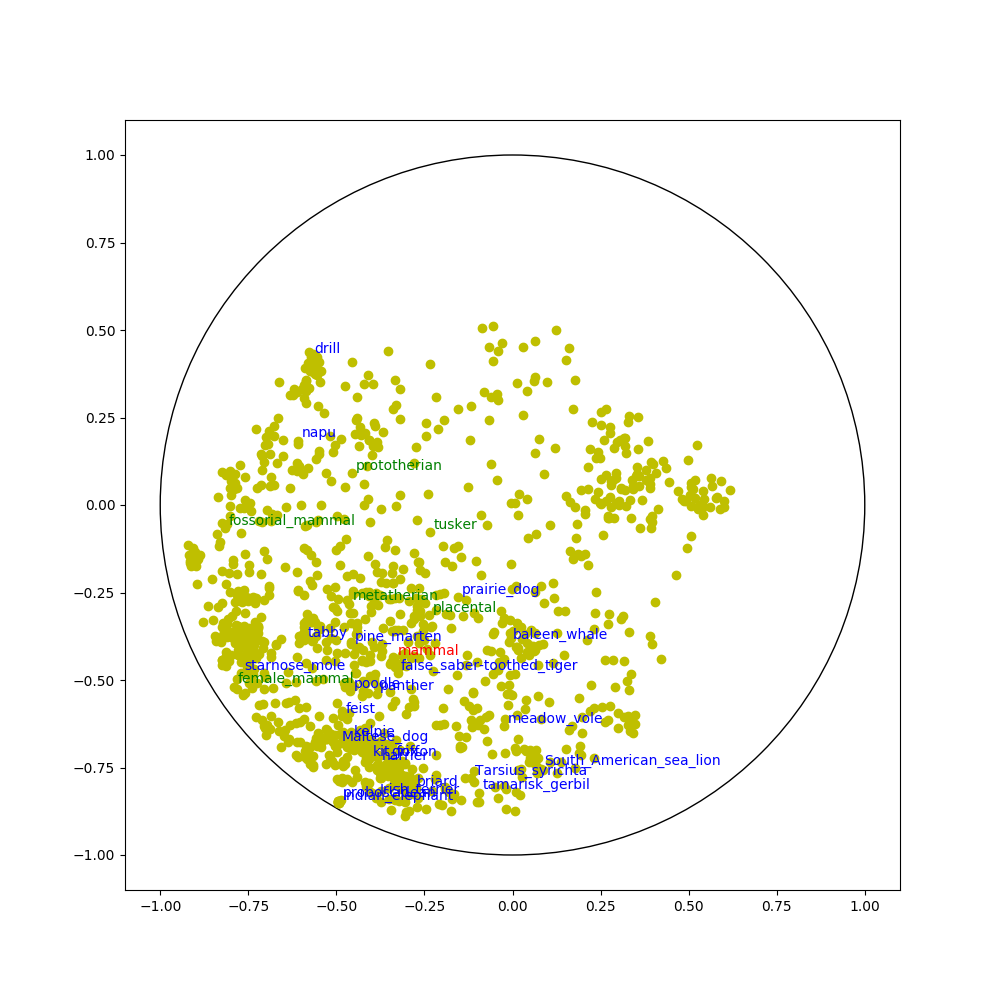 1.00
0.75
drill
0.50
0.25
napu
prototherian
0.00
fossorial_mammal
tusker
prairie_dog
−0.25
metatherian
placental
tabby
pine_marten
baleen_whale
mammal
starnose_mole
false_saber-toothed_tiger
female_mammal
−0.50
poodle
panther
feist
meadow_vole
kelpie
Maltese_dog
harrier
South_American_sea_lion
−0.75
Tarsius_syrichta
briard
tamarisk_gerbil
Indian_elephant
−1.00
−1.00 −0.75 −0.50 −0.25 0.00 0.25 0.50 0.75 1.00